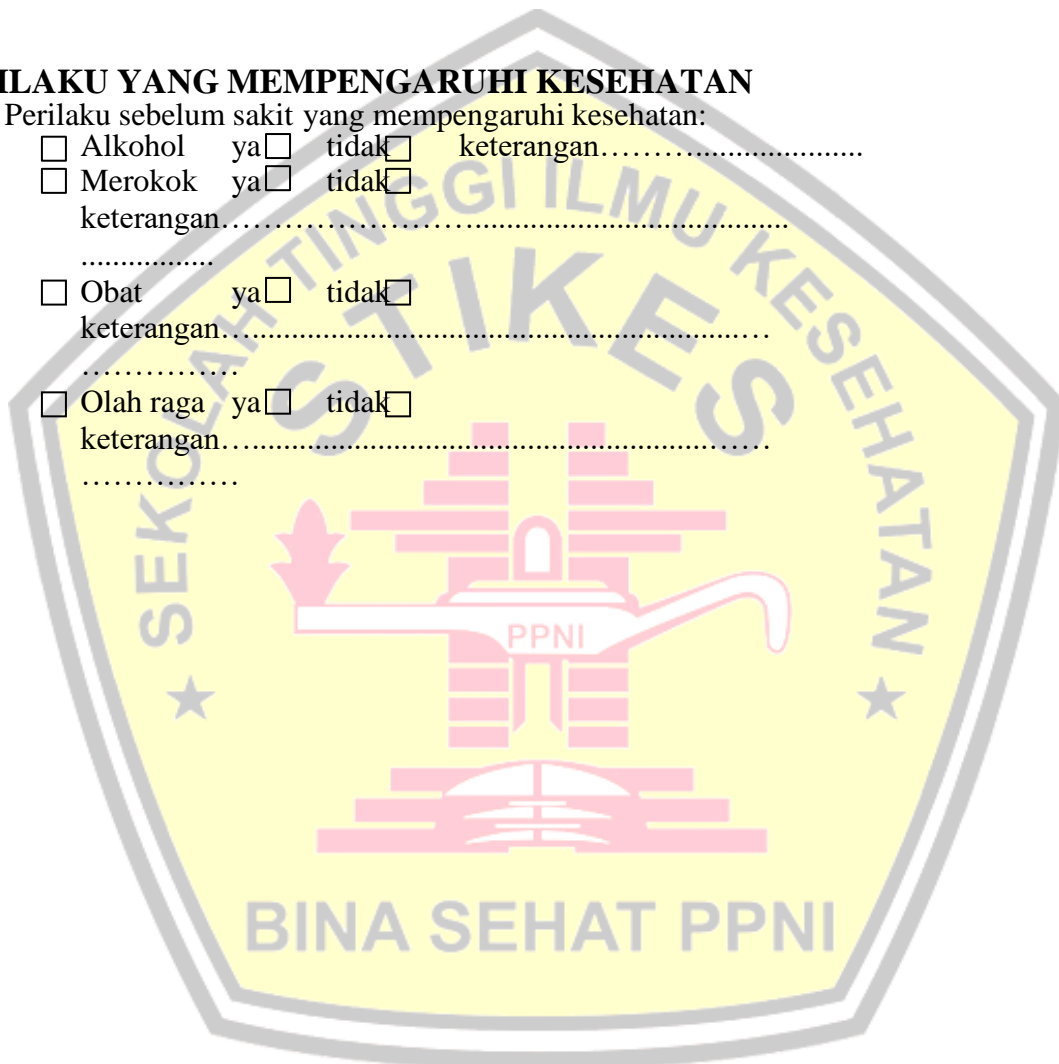 ILAKU YANG MEMPENGARUHI KESEHATAN
Perilaku sebelum sakit yang mempengaruhi kesehatan:
☐ Alkohol ya☐ tidak☐ keterangan………......................
☐ Merokok ya☐ tidak☐
keterangan……………………........................................
.................
☐ Obat ya☐ tidak☐
keterangan…...............................................................…
……………
☐ Olah raga ya☐ tidak☐
keterangan…............................................................……
……………
SEKOLAH TINGGI ILMU KESEHATAN
STIKES
PPNI
BINA SEHAT PPNI